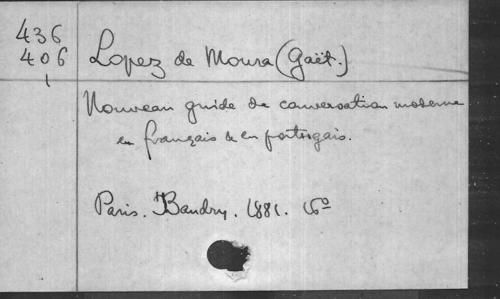 436
406 Lopez de Moura (Gaët.)
1
Nouveau guide de conversation moderne
en français & en portugais.
Paris. Baudry. 1881. 16º